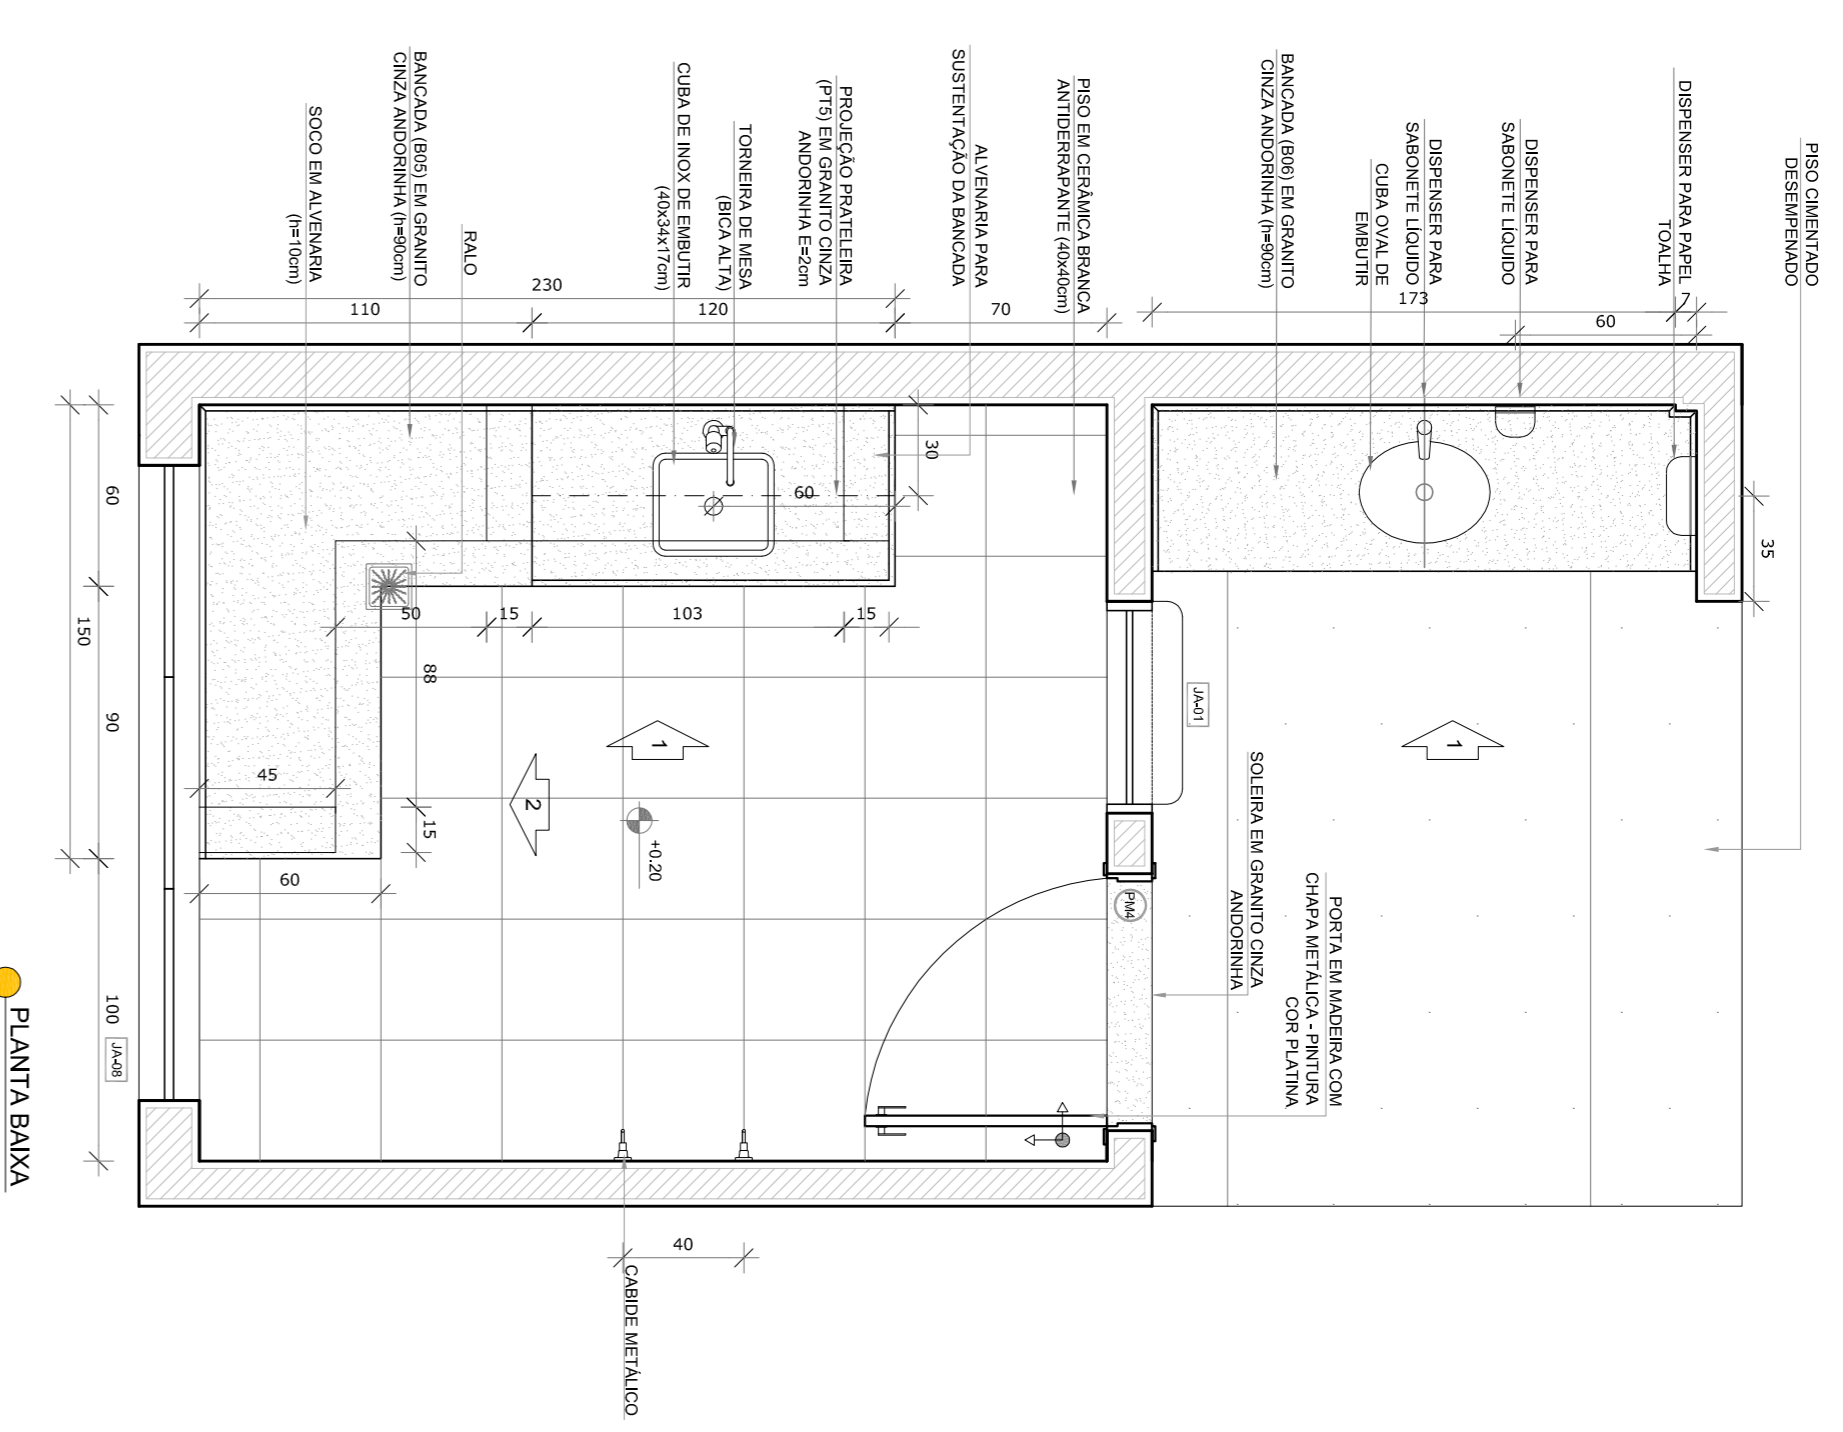 PISO CIMENTADO
DESEMPENADO
DISPENSER PARA PAPEL
TOALHA
DISPENSER PARA
SABONETE LÍQUIDO
DISPENSER PARA
SABONETE LÍQUIDO
CUBA OVAL DE
EMBUTIR
BANCADA (B06) EM GRANITO
CINZA ANDORINHA (h=90cm)
PISO EM CERÂMICA BRANCA
ANTIDERRAPANTE (40x40cm)
ALVENARIA PARA
SUSTENTAÇÃO DA BANCADA
PROJEÇÃO PRATELEIRA
(PT5) EM GRANITO CINZA
ANDORINHA E=2cm
TORNEIRA DE MESA
(BICA ALTA)
CUBA DE INOX DE EMBUTIR
(40x34x17cm)
RALO
BANCADA (B05) EM GRANITO
CINZA ANDORINHA (h=90cm)
SOCO EM ALVENARIA
(h=10cm)
230
110
120
70
173
7
60
35
30
60
50
15
103
15
88
45
15
60
60
150
90
100
JA-08
JA-01
1
1
2
+0.20
PM4
SOLEIRA EM GRANITO CINZA
ANDORINHA
PORTA EM MADEIRA COM
CHAPA METÁLICA - PINTURA
COR PLATINA
40
CABIDE METÁLICO
PLANTA BAIXA